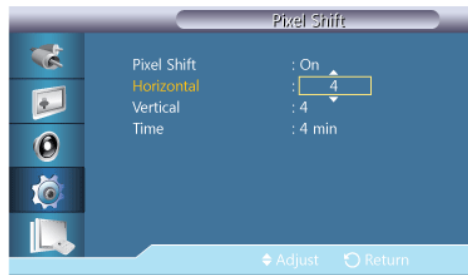 Pixel Shift
Pixel Shift : On
Horizontal : 4
Vertical : 4
Time : 4 min
Adjust Return